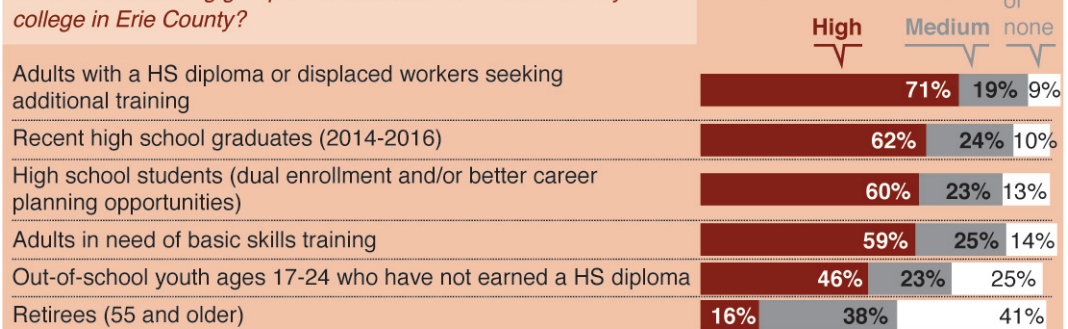 college in Erie County?
or
High Medium none
Adults with a HS diploma or displaced workers seeking
additional training
71% 19% 9%
Recent high school graduates (2014-2016)
62% 24% 10%
High school students (dual enrollment and/or better career
planning opportunities)
60% 23% 13%
Adults in need of basic skills training
59% 25% 14%
Out-of-school youth ages 17-24 who have not earned a HS diploma
46% 23% 25%
Retirees (55 and older)
16% 38% 41%